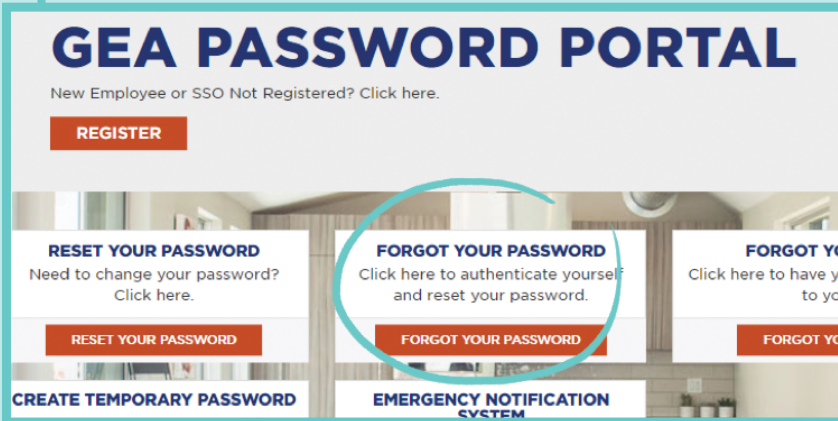 GEA PASSWORD PORTAL
New Employee or SSO Not Registered? Click here.
REGISTER
RESET YOUR PASSWORD
Need to change your password?
Click here.
RESET YOUR PASSWORD
FORGOT YOUR PASSWORD
Click here to authenticate yourself
and reset your password.
FORGOT YOUR PASSWORD
FORGOT
Click here to have
to
FORGOT
CREATE TEMPORARY PASSWORD
EMERGENCY NOTIFICATION
SYSTEM